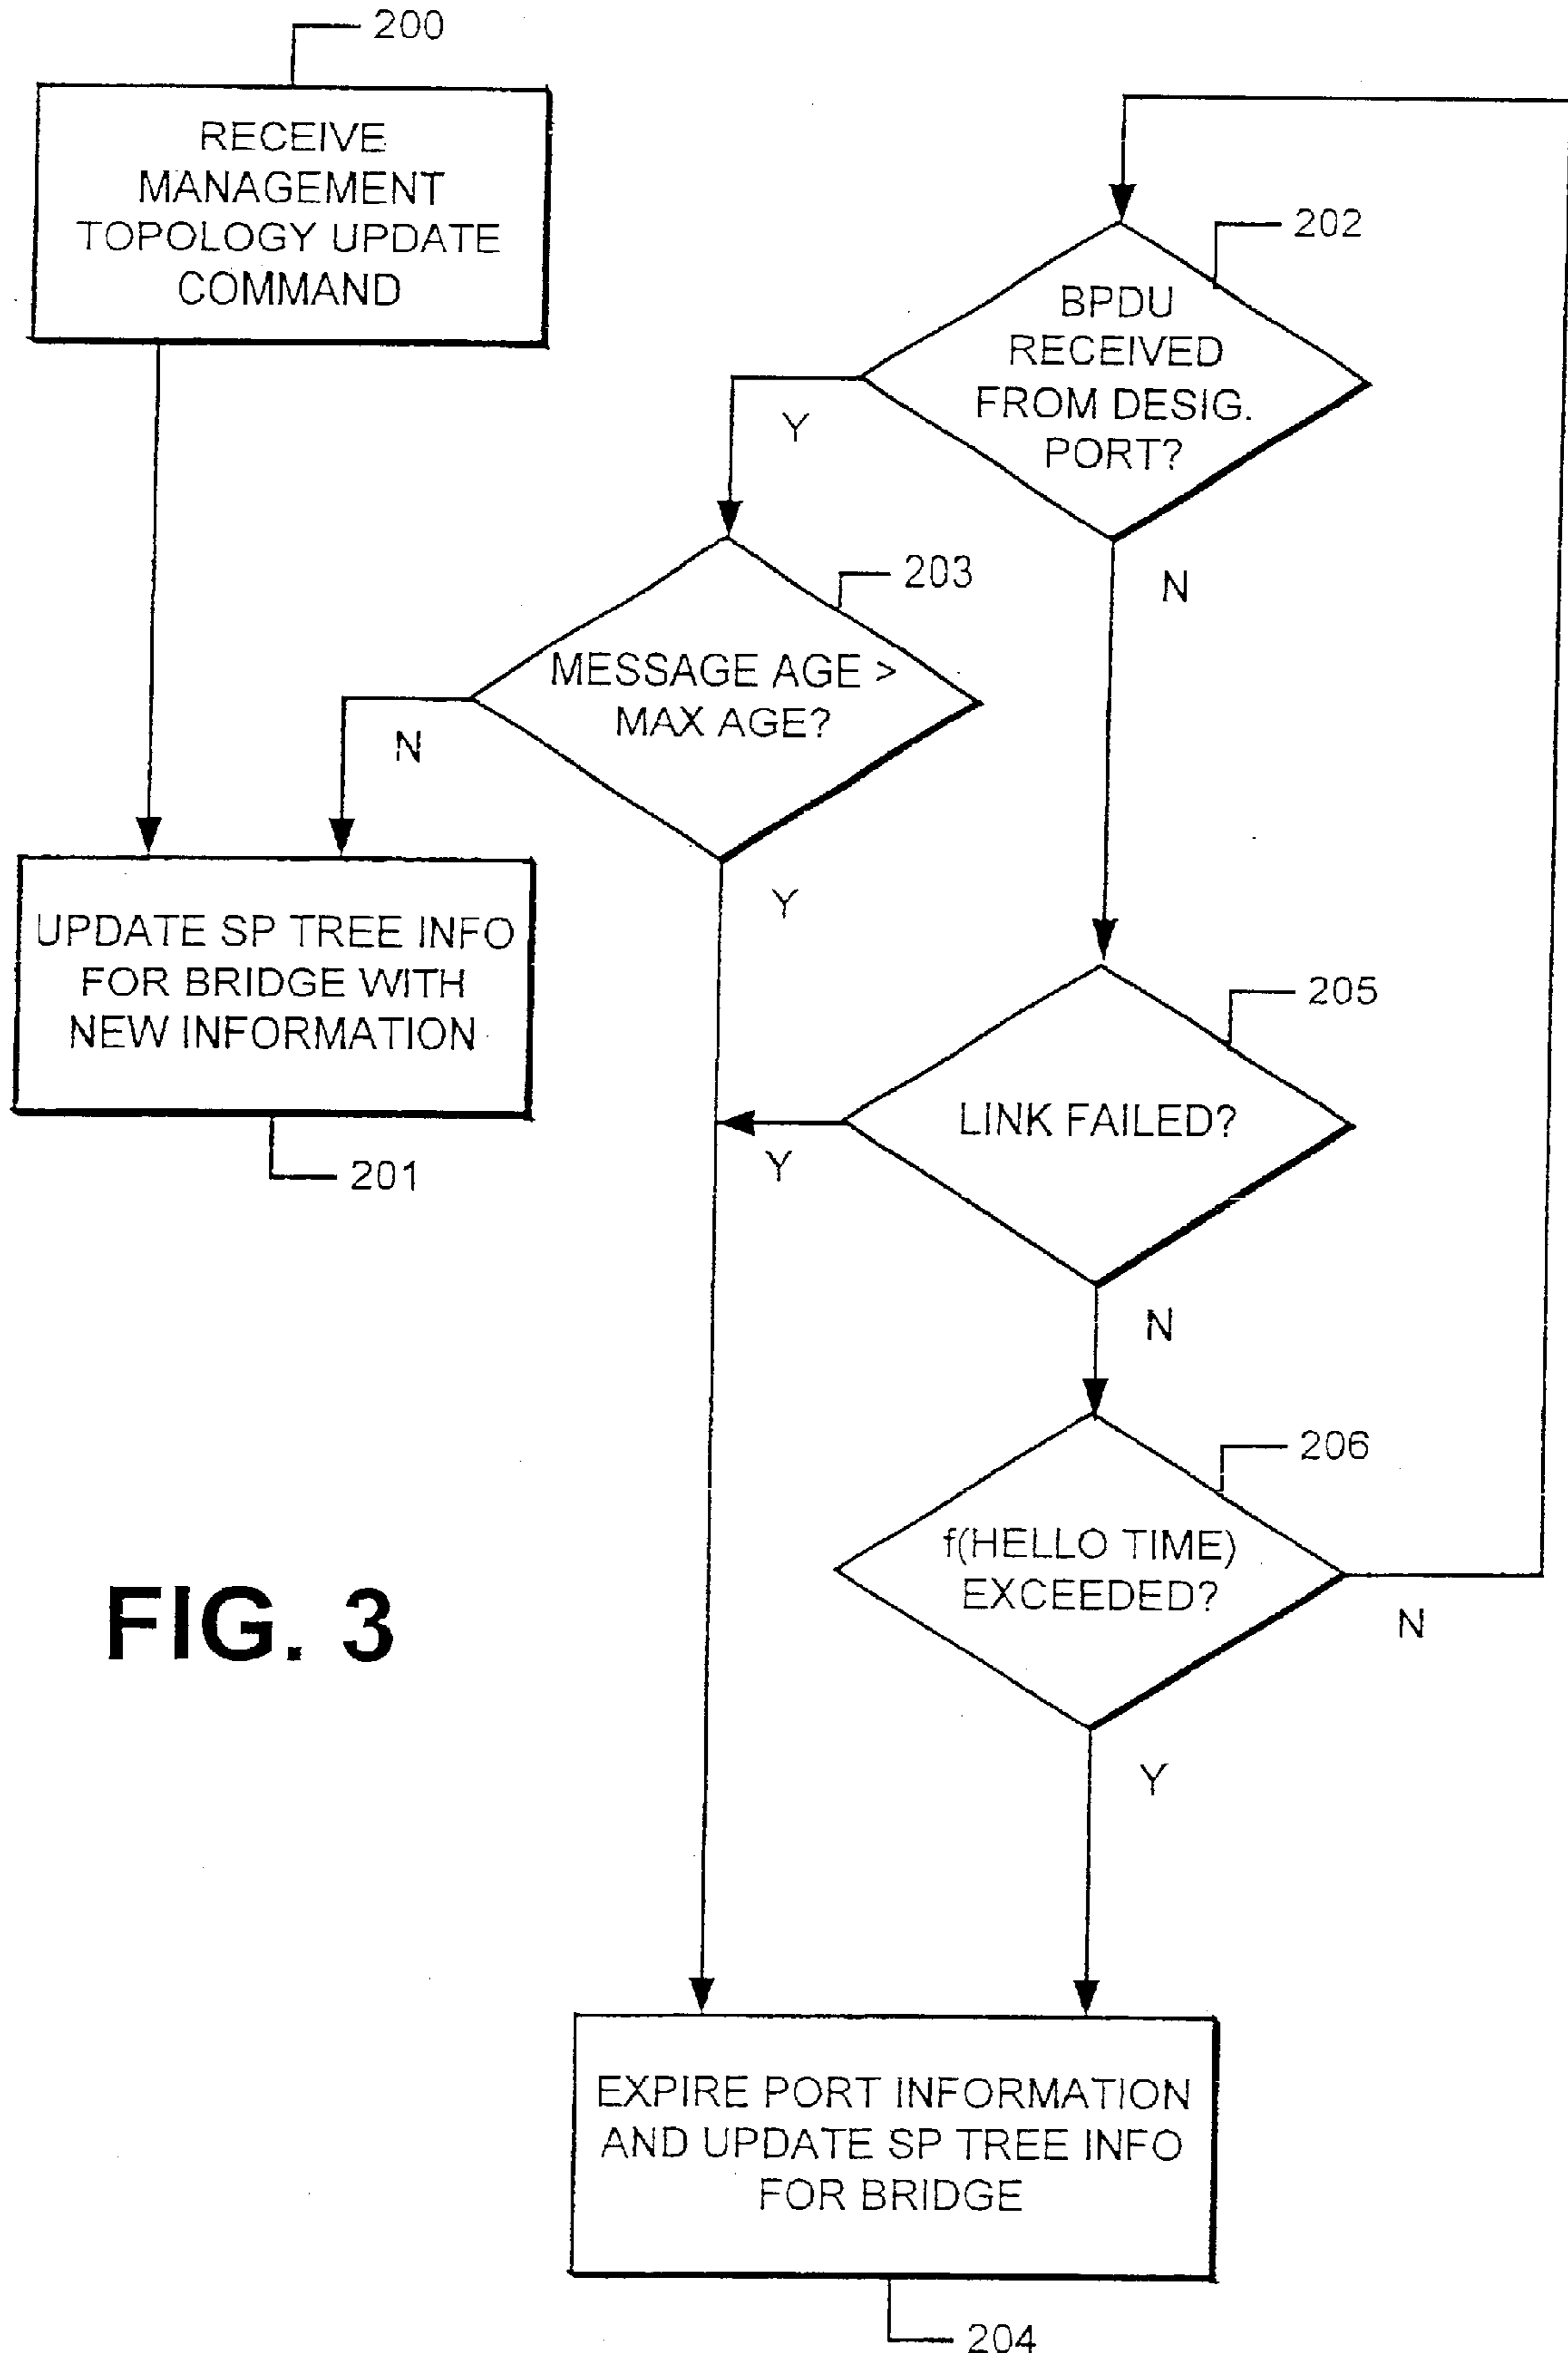 200
RECEIVE
MANAGEMENT
TOPOLOGY UPDATE
COMMAND
202
BPDU
RECEIVED
FROM DESIG.
PORT?
Y
N
203
MESSAGE AGE >
MAX AGE?
N
Y
UPDATE SP TREE INFO
FOR BRIDGE WITH
NEW INFORMATION
201
205
LINK FAILED?
Y
N
206
f(HELLO TIME)
EXCEEDED?
N
Y
FIG. 3
EXPIRE PORT INFORMATION
AND UPDATE SP TREE INFO
FOR BRIDGE
204